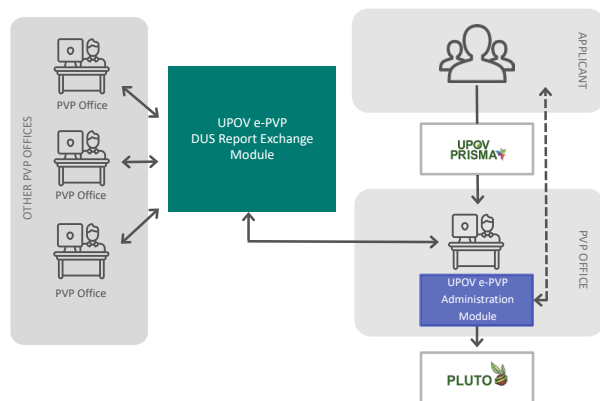 OTHER PVP OFFICES
PVP Office
PVP Office
PVP Office
UPOV e-PVP
DUS Report Exchange
Module
APPLICANT
UPOV
PRISMA
PVP OFFICE
UPOV e-PVP
Administration
Module
PLUTO